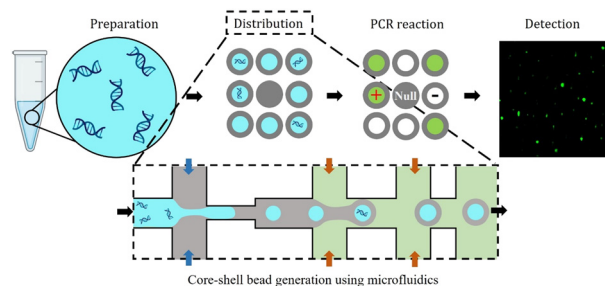 Preparation
Distribution
PCR reaction
Detection
+
Null
-
Core-shell bead generation using microfluidics